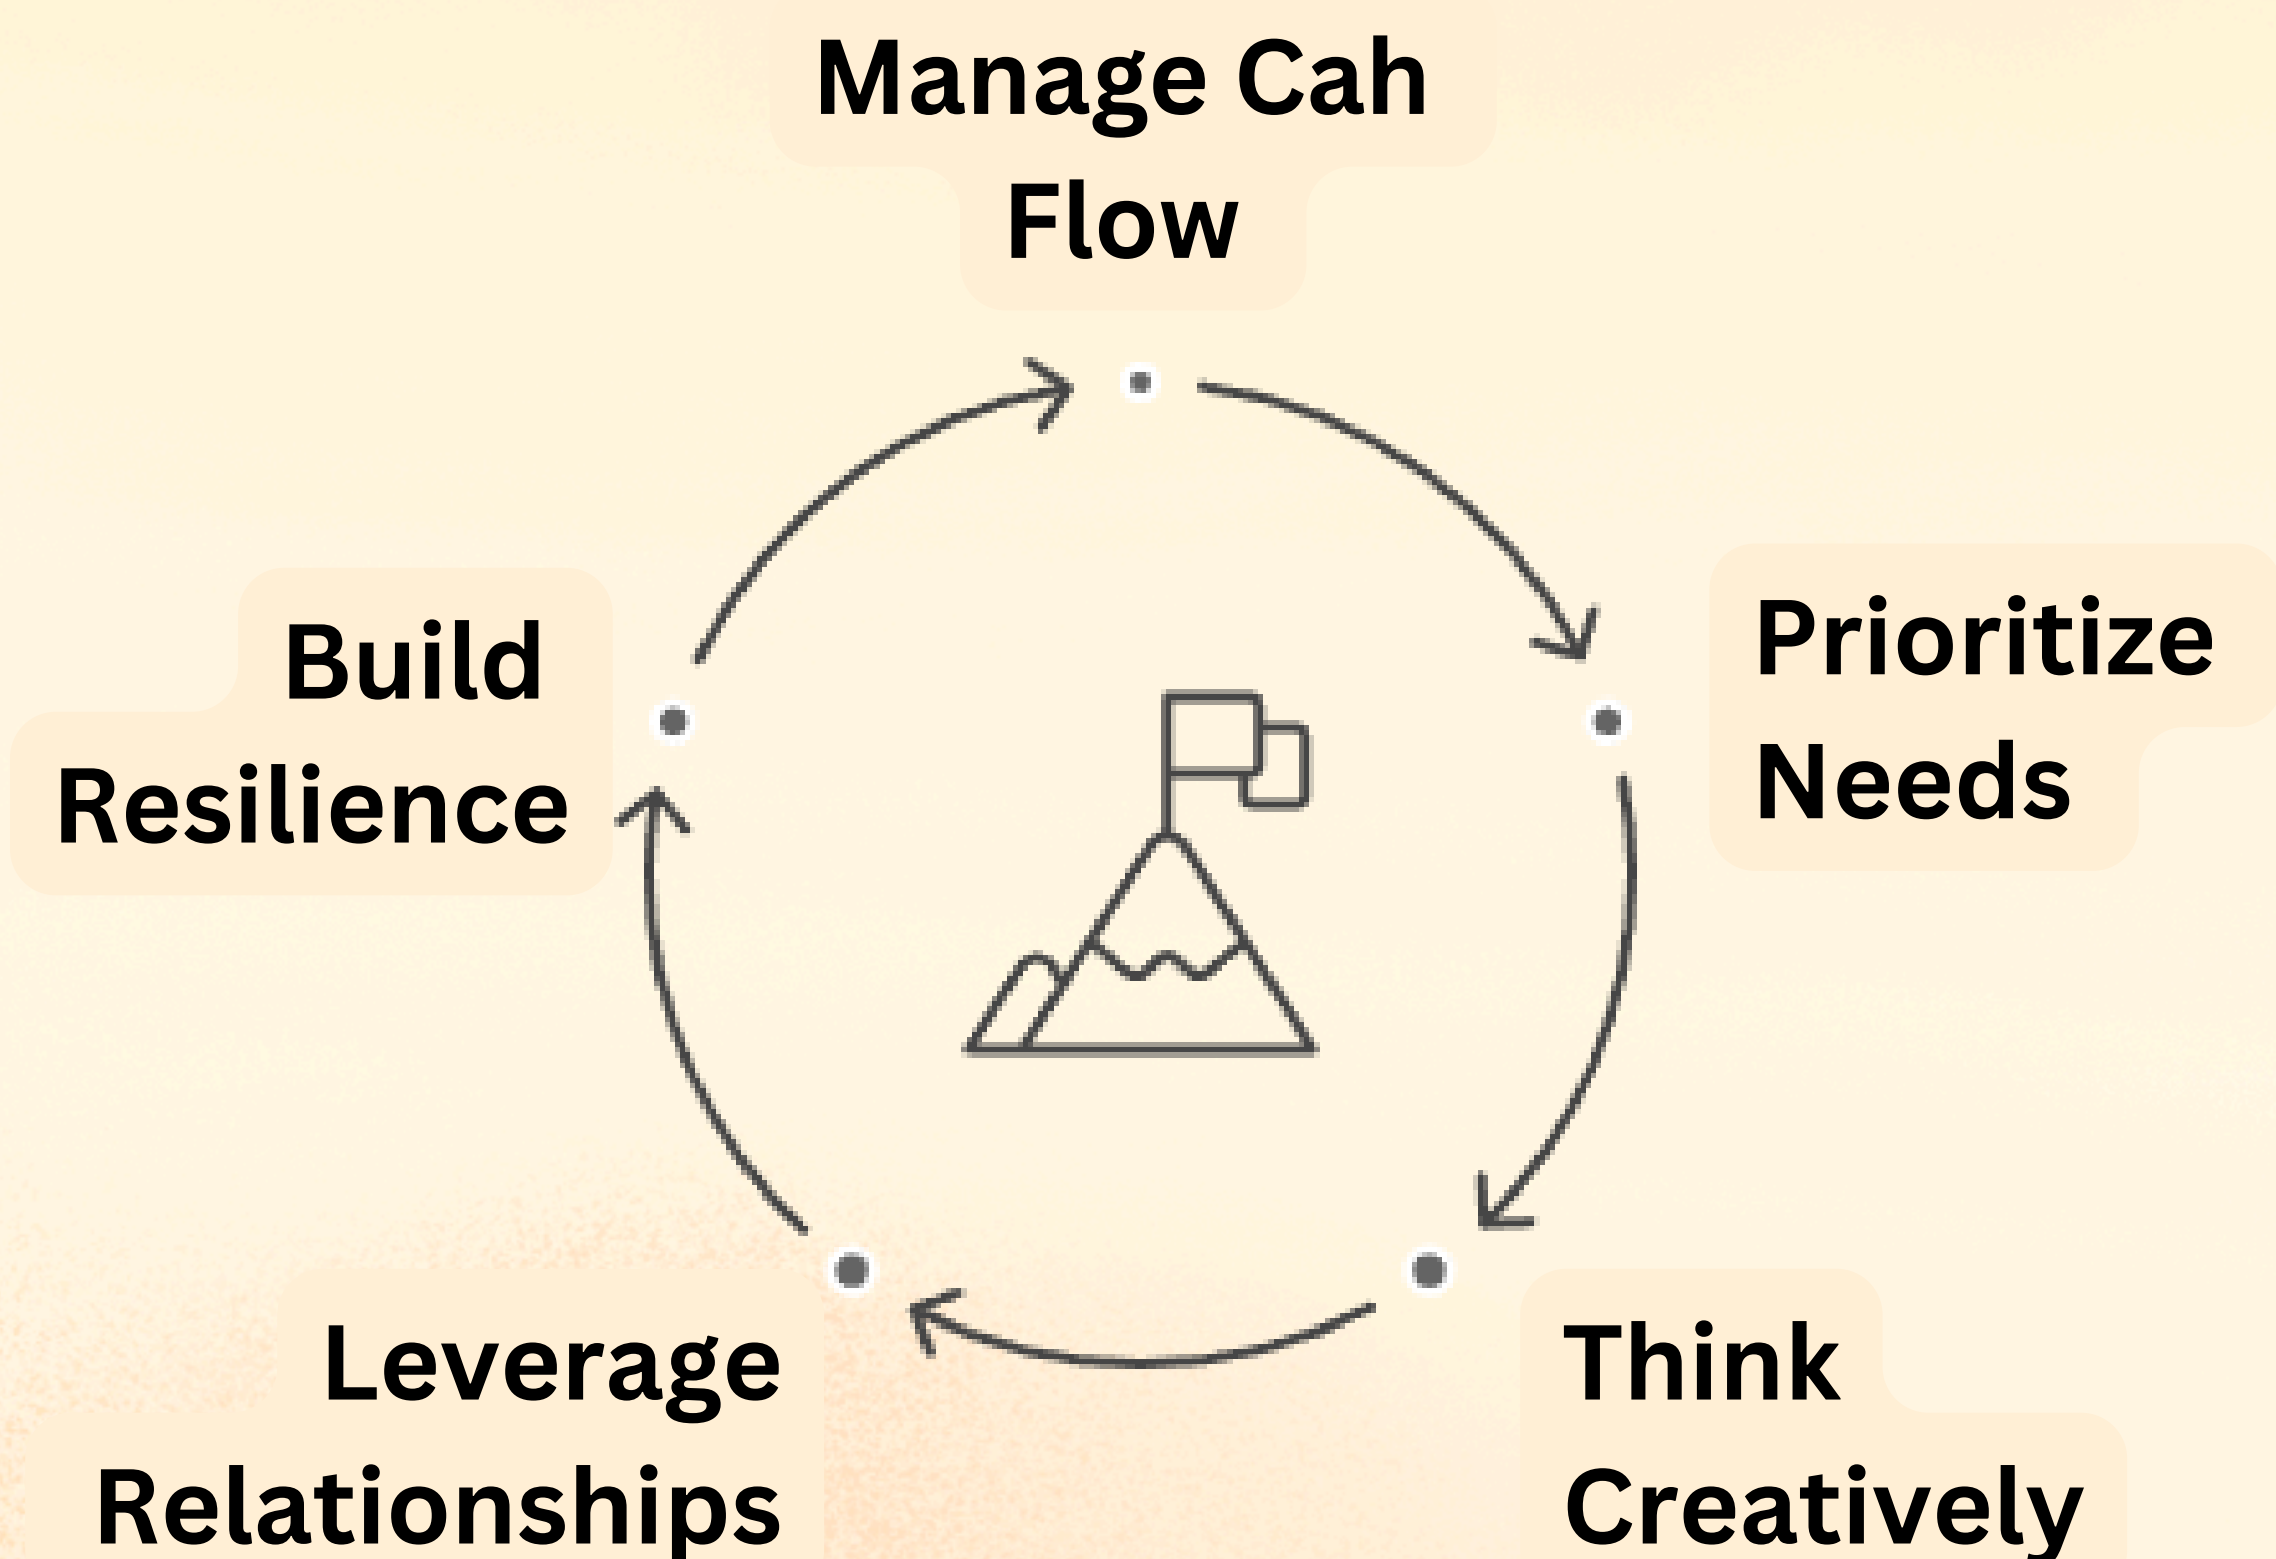 Manage Cah
Flow
Prioritize
Needs
Build
Resilience
Think
Creatively
Leverage
Relationships